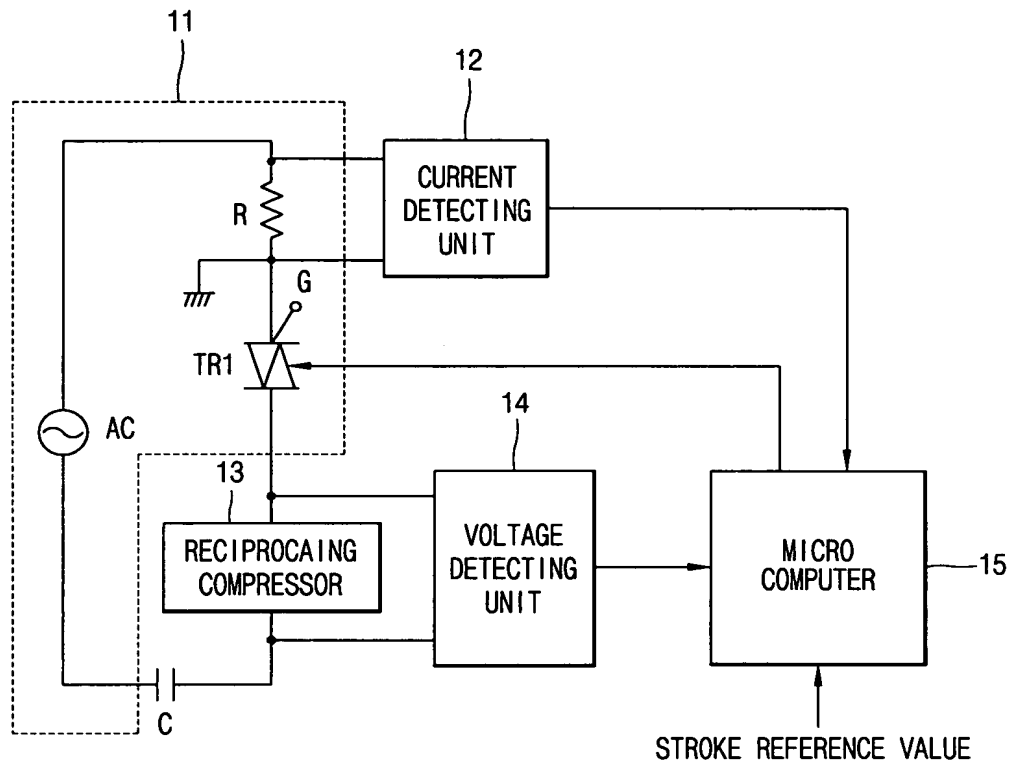 11
12
CURRENT
DETECTING
UNIT
R
G
TR1
AC
14
13
RECIPROCAING
COMPRESSOR
VOLTAGE
DETECTING
UNIT
MICRO
COMPUTER
15
C
STROKE REFERENCE VALUE